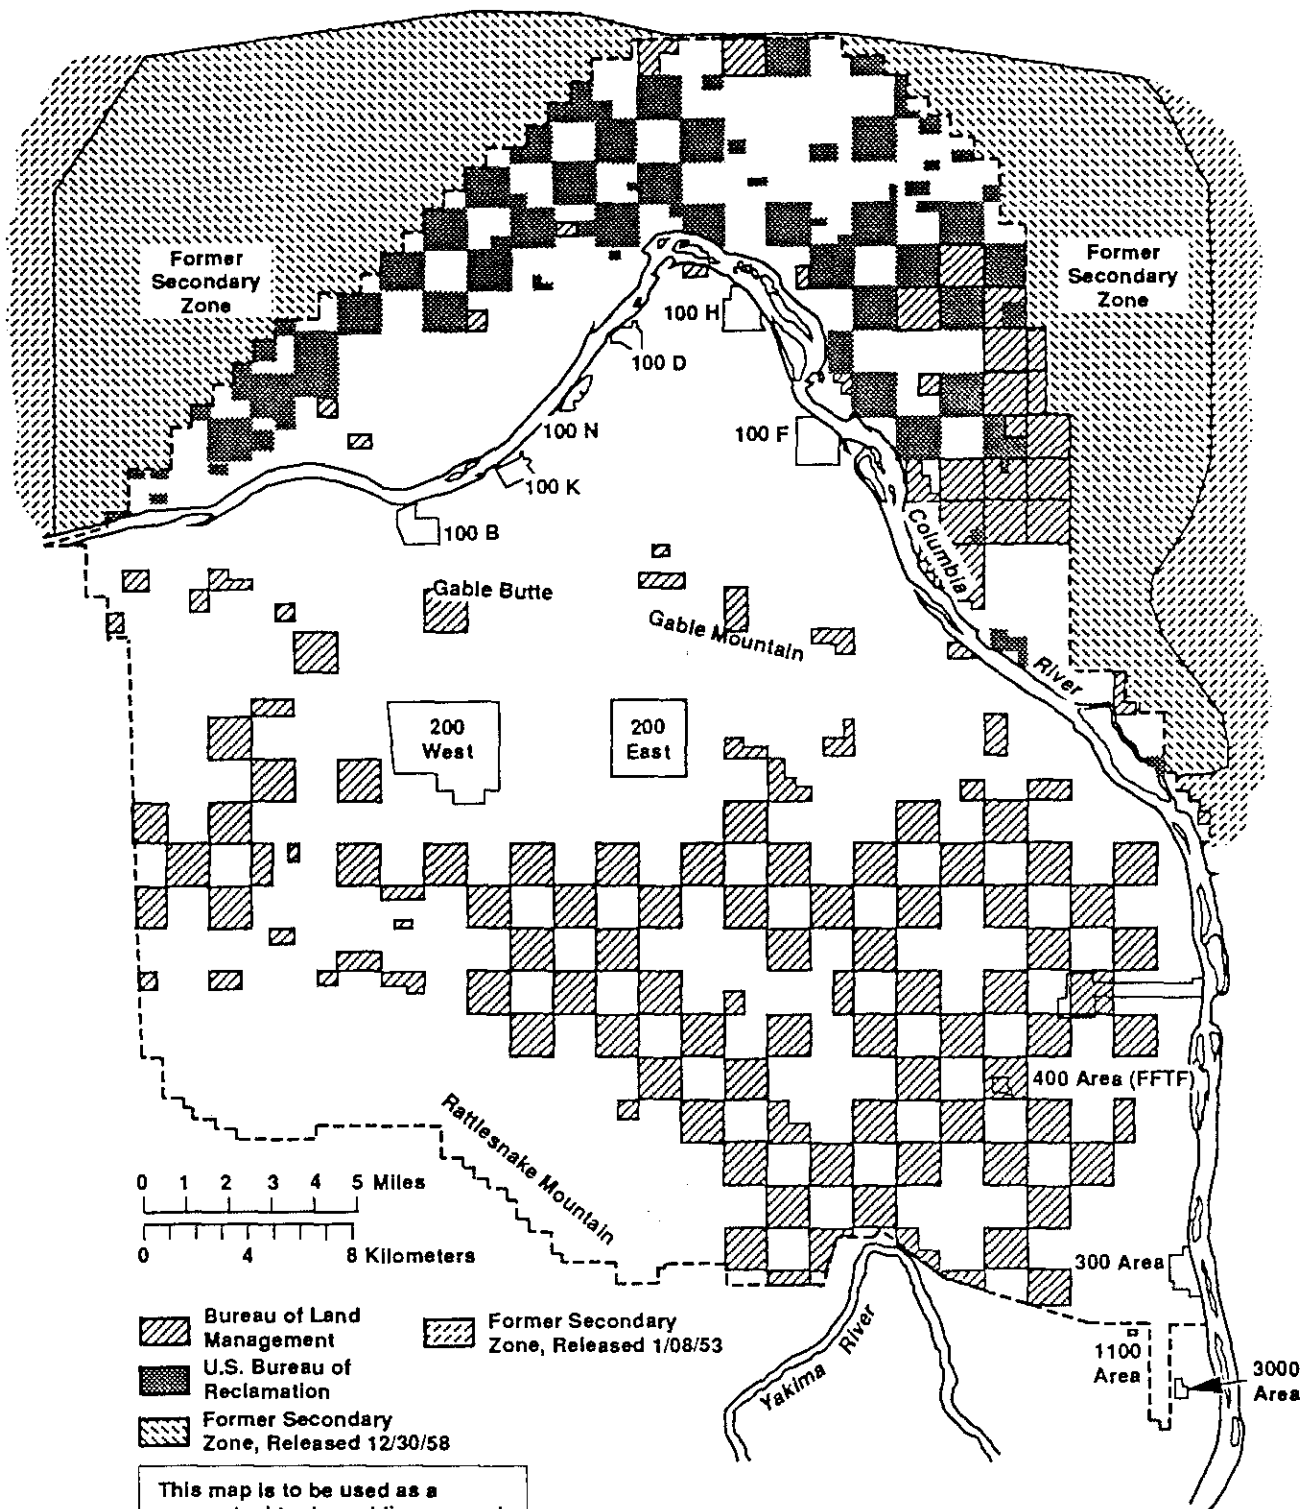 Former
Secondary
Zone
Former
Secondary
Zone
100 H
100 D
100 N
100 F
100 K
100 B
Columbia
River
Gable Butte
Gable Mountain
200
West
200
East
400 Area (FFTF)
Rattlesnake Mountain
0 1 2 3 4 5 Miles
0 4 8 Kilometers
300 Area
Yakima River
1100
Area
3000
Area
Bureau of Land
Management
U.S. Bureau of
Reclamation
Former Secondary
Zone, Released 12/30/58
Former Secondary
Zone, Released 1/08/53
This map is to be used as a